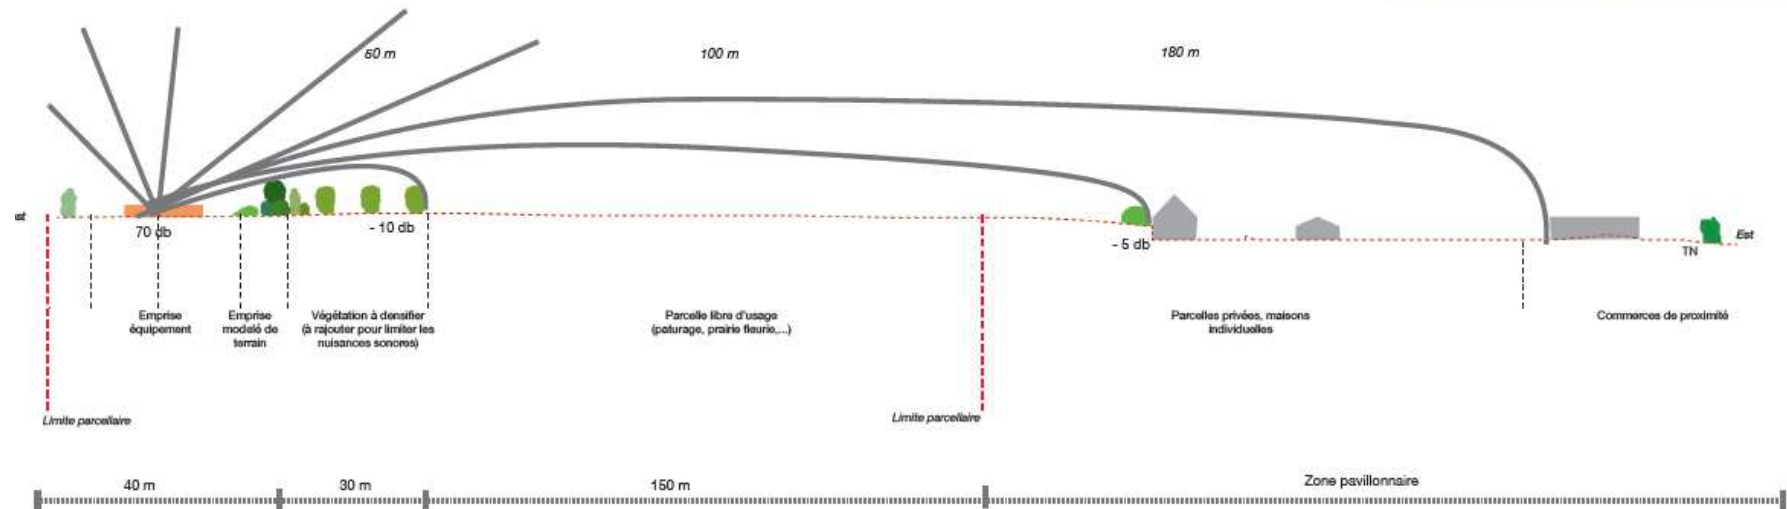 50 m
100 m
180 m
70 db
- 10 db
- 5 db
Est
TN
Emprise
équipement
Emprise
modelé de
terrain
Végétation à densifier
(à rajouter pour limiter les
nuisances sonores)
Parcelle libre d'usage
(paturage, prairie fleurie,...)
Parcelles privées, maisons
individuelles
Commerces de proximité
Limite parcellaire
Limite parcellaire
40 m
30 m
150 m
Zone pavillonnaire